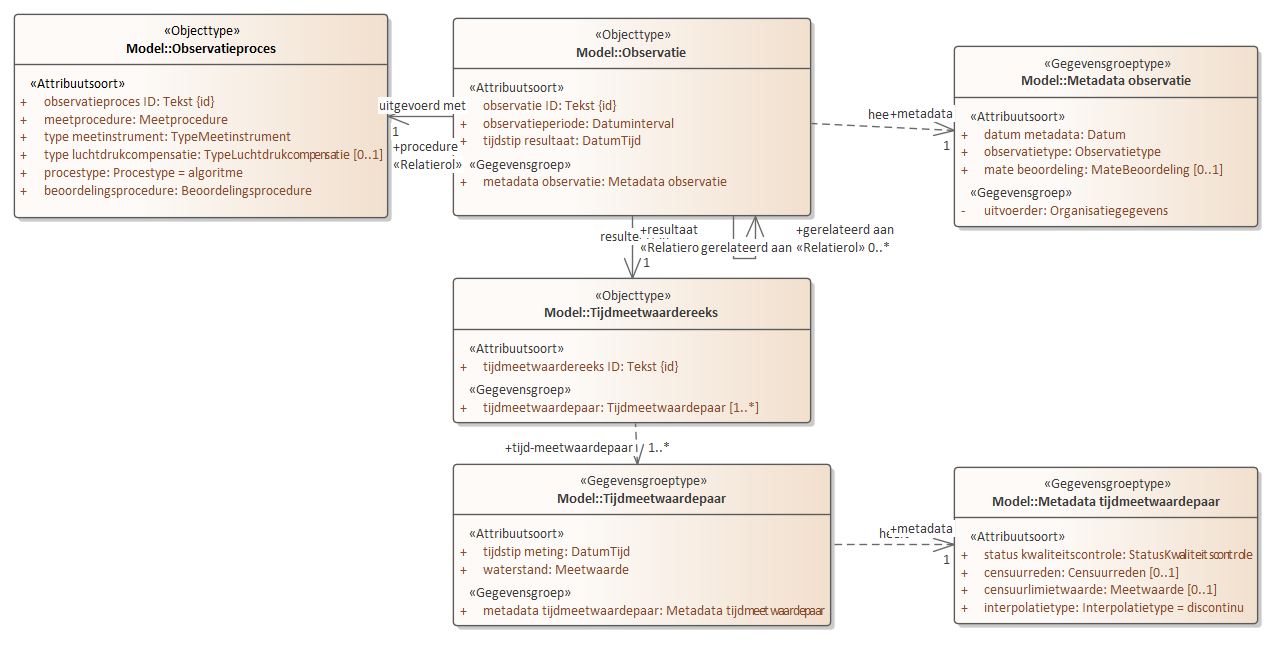 «Objecttype»
Model::Observatieproces
«Attribuutsoort»
+ observatieproces ID: Tekst {id}
+ meetprocedure: Meetprocedure
+ type meetinstrument: TypeMeetinstrument
+ type luchtdrukcompensatie: TypeLuchtdrukcompensatie [0..1]
+ procestype: Procestype = algoritme
+ beoordelingsprocedure: Beoordelingsprocedure
uitgevoerd met
1
+procedure
«Relatierol»
«Objecttype»
Model::Observatie
«Attribuutsoort»
observatie ID: Tekst {id}
+ observatieperiode: Datuminterval
+ tijdstip resultaat: DatumTijd
«Gegevensgroep»
+ metadata observatie: Metadata observatie
+metadata
1
«Gegevensgroeptype»
Model::Metadata observatie
«Attribuutsoort»
+ datum metadata: Datum
+ observatietype: Observatietype
+ mate beoordeling: MateBeoordeling [0..1]
«Gegevensgroep»
- uitvoerder: Organisatiegegevens
+resultaat
1
gerelateerd aan
+gerelateerd aan
«Relatierol» 0..*
«Objecttype»
Model::Tijdmeetwaardereeks
«Attribuutsoort»
+ tijdmeetwaardereeks ID: Tekst {id}
«Gegevensgroep»
+ tijdmeetwaardepaar: Tijdmeetwaardepaar [1..*]
+tijd-meetwaardepaar 1..*
«Gegevensgroeptype»
Model::Tijdmeetwaardepaar
«Attribuutsoort»
+ tijdstip meting: DatumTijd
+ waterstand: Meetwaarde
«Gegevensgroep»
+ metadata tijdmeetwaardepaar: Metadata tijdmeetwaardepaar
+metadata
1
«Gegevensgroeptype»
Model::Metadata tijdmeetwaardepaar
«Attribuutsoort»
+ status kwaliteitscontrole: StatusKwaliteitscontrole
+ censuurreden: Censuurreden [0..1]
+ censuurlimietwaarde: Meetwaarde [0..1]
+ interpolatietype: Interpolatietype = discontinu